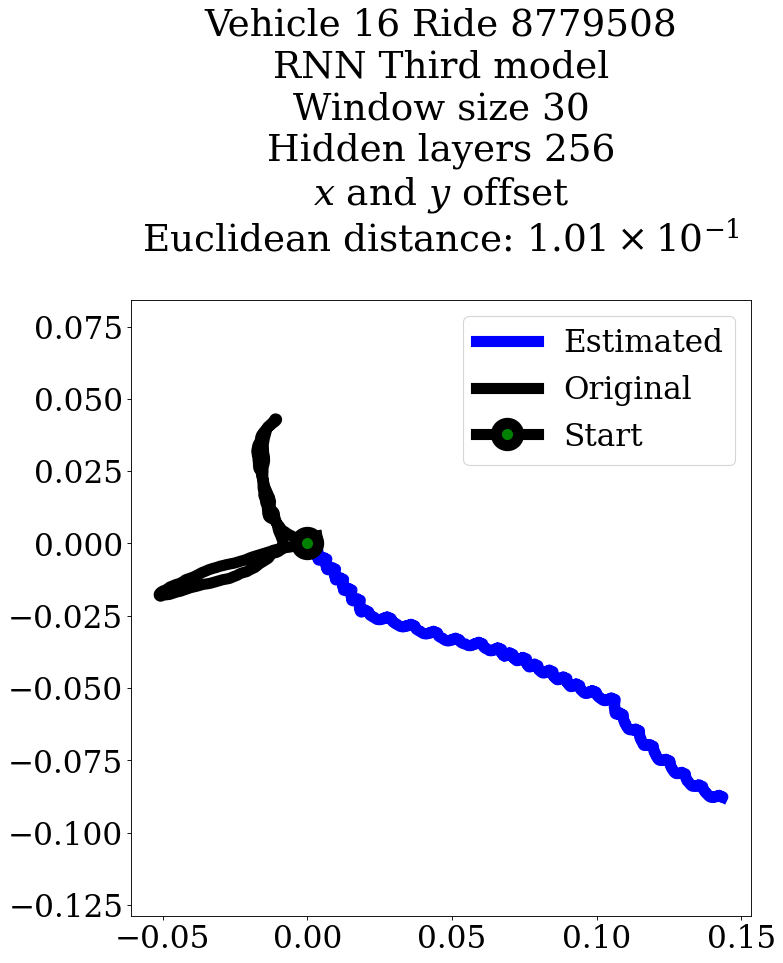 Vehicle 16 Ride 8779508
RNN Third model
Window size 30
Hidden layers 256
x and y offset
Euclidean distance: 1.01 × 10⁻¹
Estimated
Original
Start
0.075
0.050
0.025
0.000
−0.025
−0.050
−0.075
−0.100
−0.125
−0.05 0.00 0.05 0.10 0.15